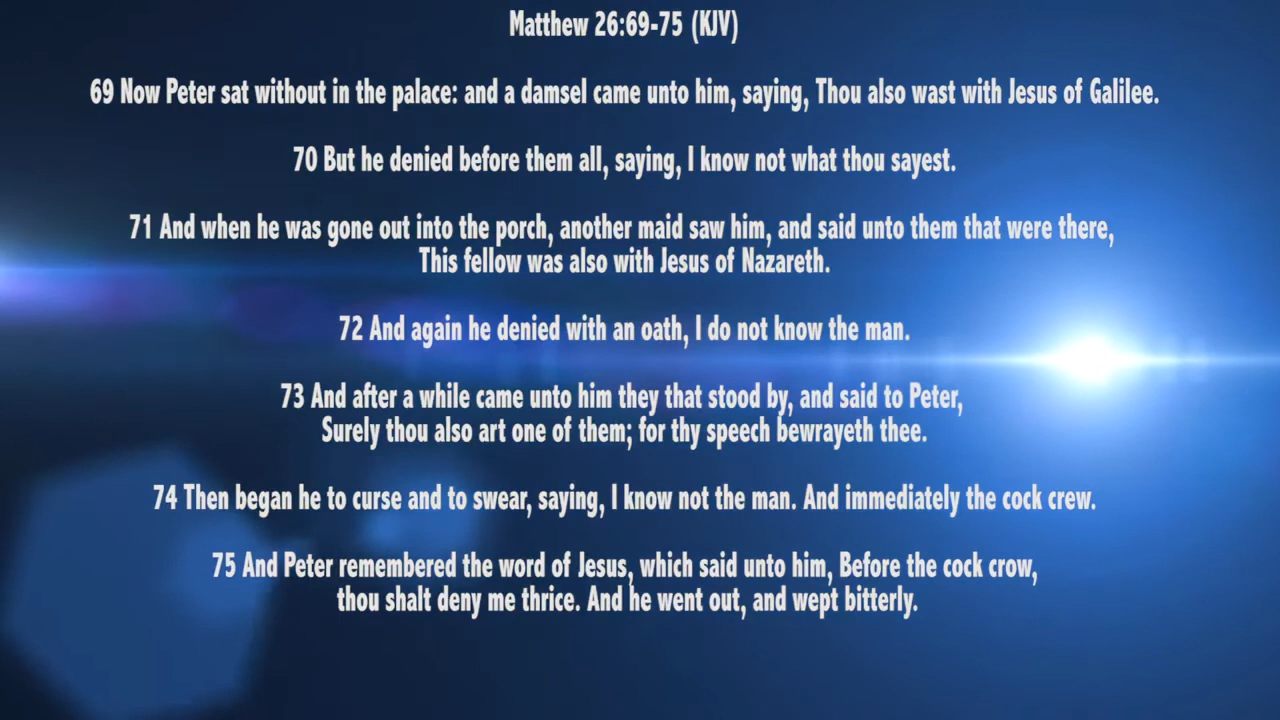 Matthew 26:69-75 (KJV)
69 Now Peter sat without in the palace: and a damsel came unto him, saying, Thou also wast with Jesus of Galilee.
70 But he denied before them all, saying, I know not what thou sayest.
71 And when he was gone out into the porch, another maid saw him, and said unto them that were there,
This fellow was also with Jesus of Nazareth.
72 And again he denied with an oath, I do not know the man.
73 And after a while came unto him they that stood by, and said to Peter,
Surely thou also art one of them; for thy speech bewrayeth thee.
74 Then began he to curse and to swear, saying, I know not the man. And immediately the cock crew.
75 And Peter remembered the word of Jesus, which said unto him, Before the cock crow,
thou shalt deny me thrice. And he went out, and wept bitterly.